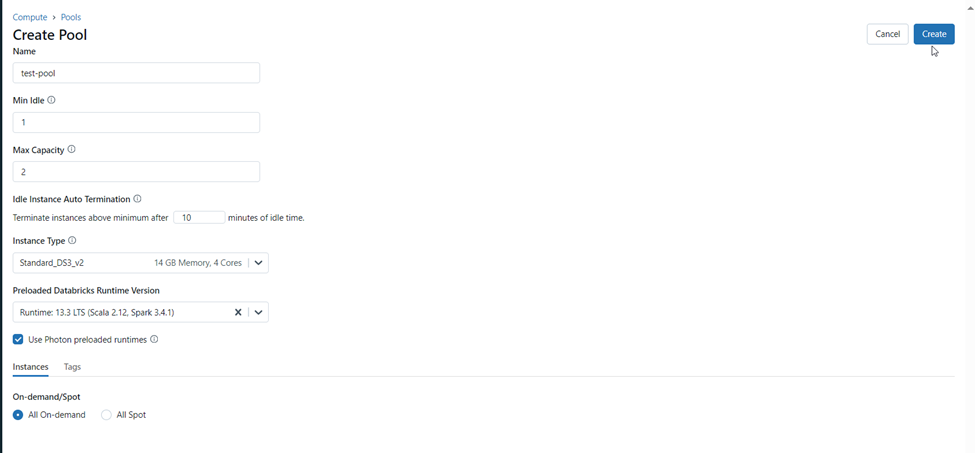 Compute › Pools
Create Pool
Cancel
Create
Name
test-pool
Min Idle
1
Max Capacity
2
Idle Instance Auto Termination
Terminate instances above minimum after 10 minutes of idle time.
Instance Type
Standard_DS3_v2 14 GB Memory, 4 Cores
Preloaded Databricks Runtime Version
Runtime: 13.3 LTS (Scala 2.12, Spark 3.4.1)
Use Photon preloaded runtimes
Instances Tags
On-demand/Spot
All On-demand All Spot